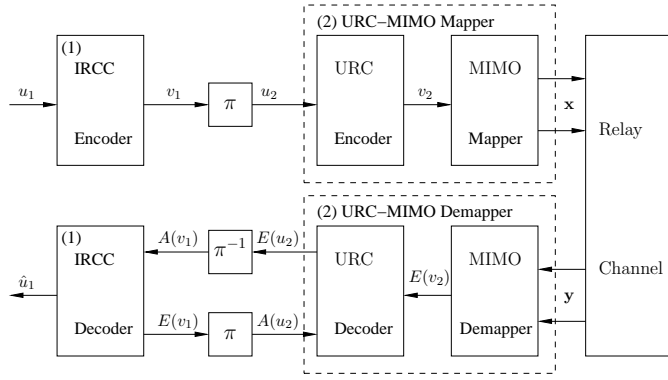 (2) URC–MIMO Mapper
(1)
IRCC
Encoder
u₁
v₁
π
u₂
URC
Encoder
v₂
MIMO
Mapper
x
Relay
Channel
(2) URC–MIMO Demapper
(1)
IRCC
Decoder
û₁
A(v₁)
π⁻¹
E(u₂)
E(v₁)
π
A(u₂)
URC
Decoder
E(v₂)
MIMO
Demapper
y